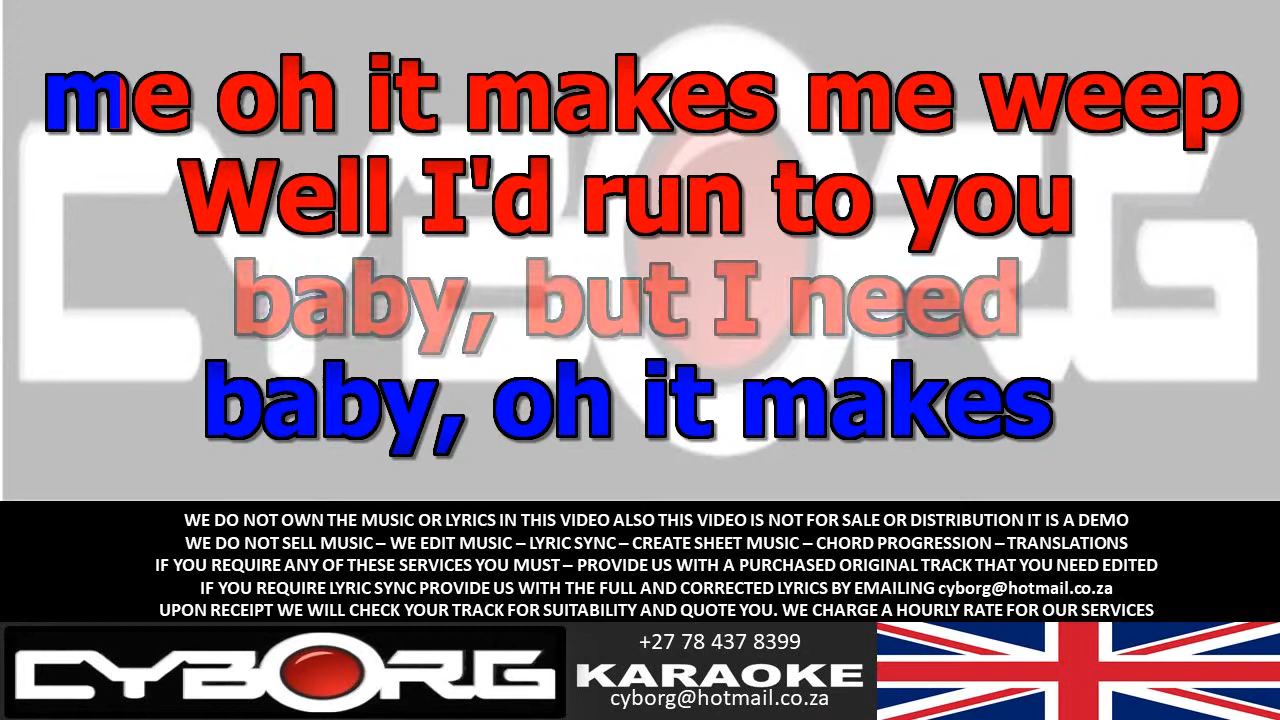 me oh it makes me weep
Well I'd run to you
baby, but I need
baby, oh it makes
WE DO NOT OWN THE MUSIC OR LYRICS IN THIS VIDEO ALSO THIS VIDEO IS NOT FOR SALE OR DISTRIBUTION IT IS A DEMO
WE DO NOT SELL MUSIC – WE EDIT MUSIC – LYRIC SYNC – CREATE SHEET MUSIC – CHORD PROGRESSION – TRANSLATIONS
IF YOU REQUIRE ANY OF THESE SERVICES YOU MUST – PROVIDE US WITH A PURCHASED ORIGINAL TRACK THAT YOU NEED EDITED
IF YOU REQUIRE LYRIC SYNC PROVIDE US WITH THE FULL AND CORRECTED LYRICS BY EMAILING cyborg@hotmail.co.za
UPON RECEIPT WE WILL CHECK YOUR TRACK FOR SUITABILITY AND QUOTE YOU. WE CHARGE A HOURLY RATE FOR OUR SERVICES
CYBORG
+27 78 437 8399
KARAOKE
cyborg@hotmail.co.za
CYBORG